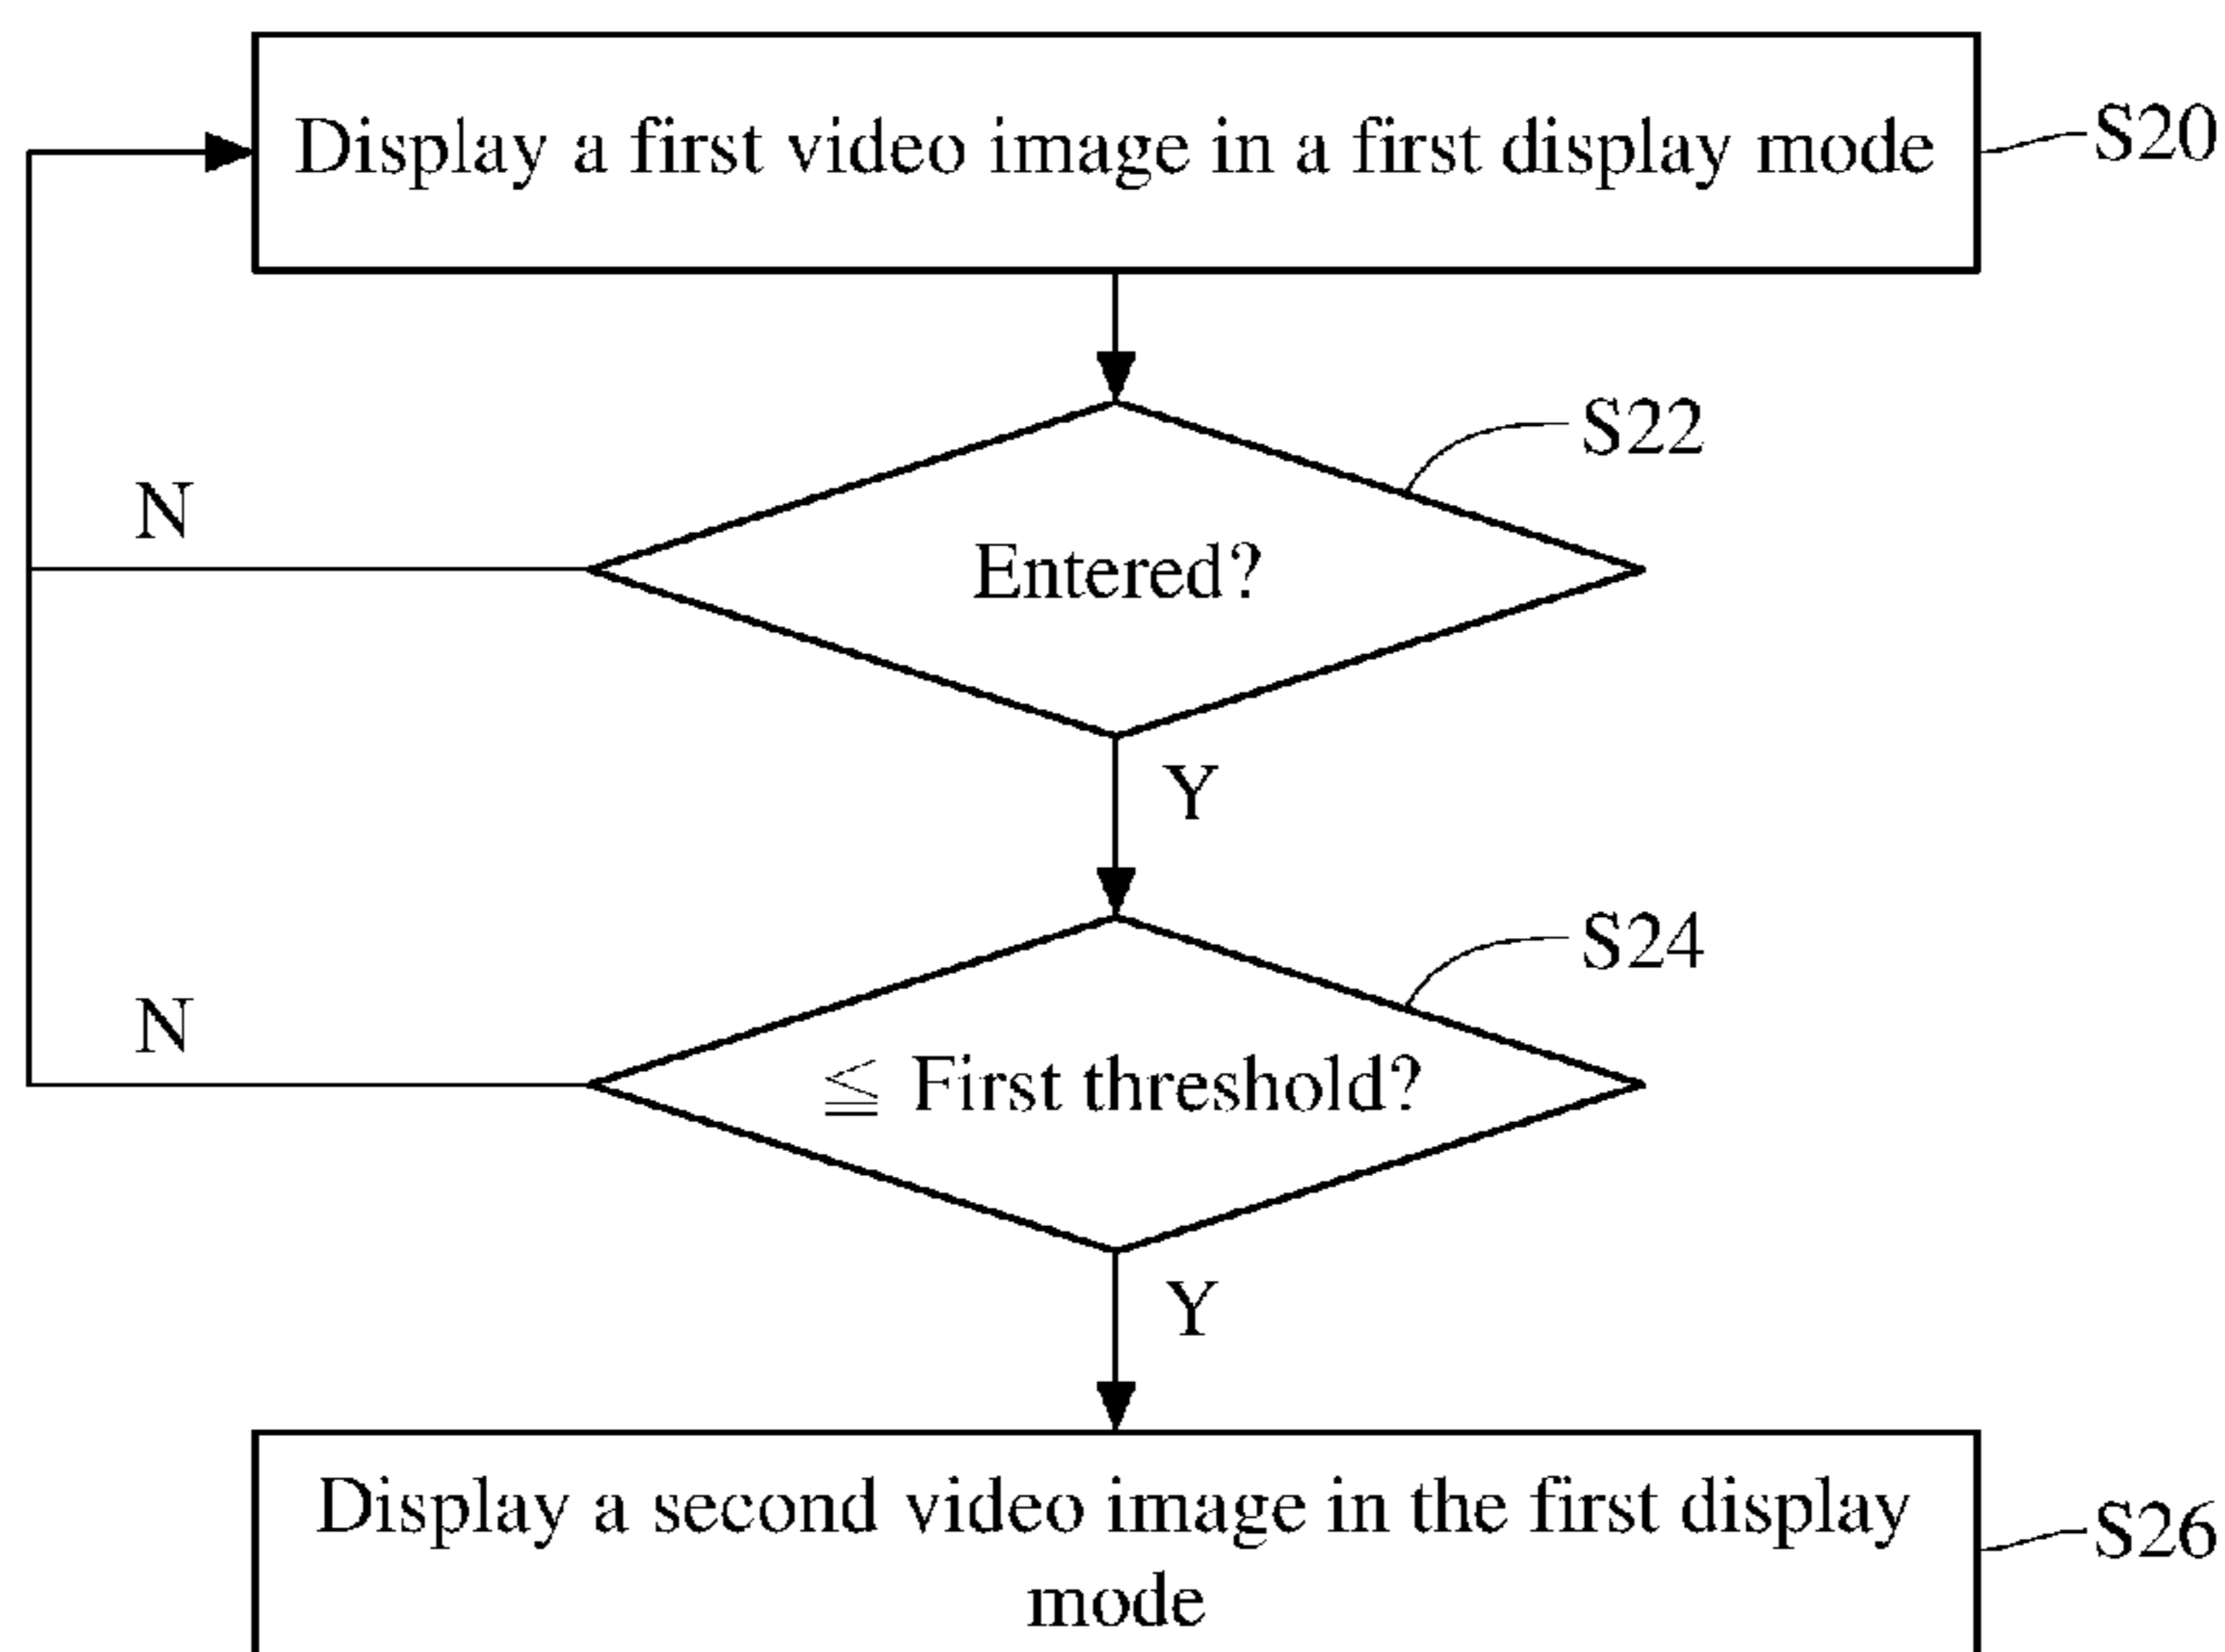 Display a first video image in a first display mode
S20
S22
N
Entered?
Y
S24
N
≦ First threshold?
Y
Display a second video image in the first display
mode
S26